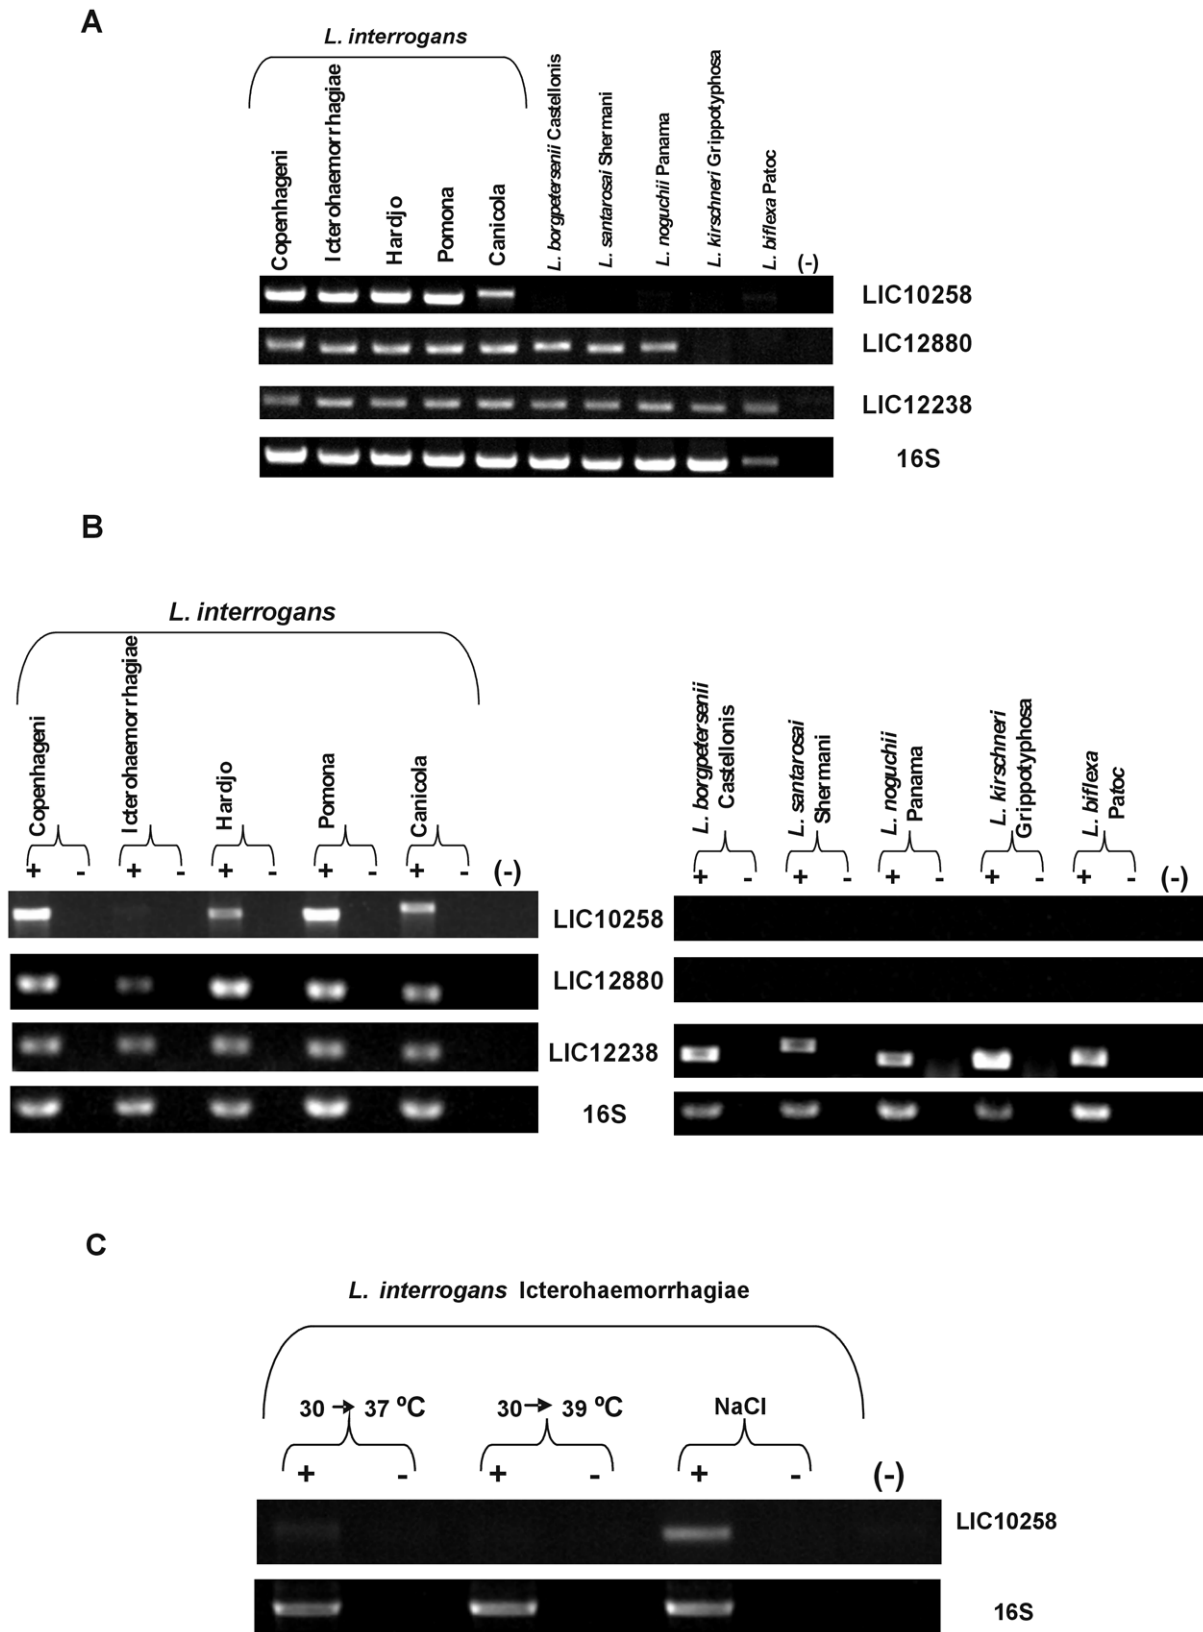 A
L. interrogans
Copenhageni
Icterohaemorrhagiae
Hardjo
Pomona
Canicola
L. borgpetersenii Castellonis
L. santarosai Shermani
L. noguchii Panama
L. kirschneri Grippotyphosa
L. biflexa Patoc
(-)
LIC10258
LIC12880
LIC12238
16S
B
L. interrogans
Copenhageni
Icterohaemorrhagiae
Hardjo
Pomona
Canicola
+ - + - + - + - + - (-)
L. borgpetersenii
Castellonis
L. santarosai
Shermani
L. noguchii
Panama
L. kirschneri
Grippotyphosa
L. biflexa
Patoc
+ - + - + - + - + - (-)
LIC10258
LIC12880
LIC12238
16S
C
L. interrogans Icterohaemorrhagiae
30 → 37 ºC
30 → 39 ºC
NaCl
+ - + - + - (-)
LIC10258
16S